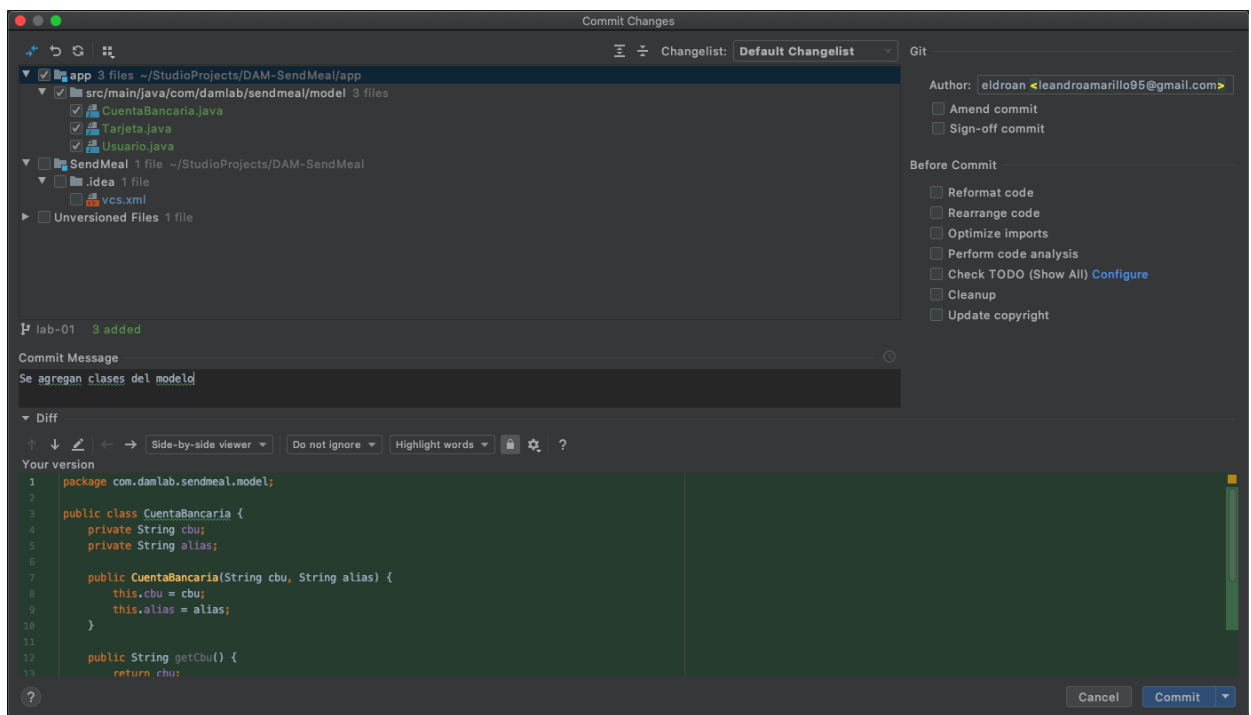 Commit Changes
Changelist: Default Changelist
Git
app 3 files ~/StudioProjects/DAM-SendMeal/app
src/main/java/com/damlab/sendmeal/model 3 files
CuentaBancaria.java
Tarjeta.java
Usuario.java
SendMeal 1 file ~/StudioProjects/DAM-SendMeal
.idea 1 file
vcs.xml
Unversioned Files 1 file
Author: eldroan <leandroamarillo95@gmail.com>
Amend commit
Sign-off commit
Before Commit
Reformat code
Rearrange code
Optimize imports
Perform code analysis
Check TODO (Show All) Configure
Cleanup
Update copyright
lab-01 3 added
Commit Message
Se agregan clases del modelo
Diff
Side-by-side viewer Do not ignore Highlight words ?
Your version
1 package com.damlab.sendmeal.model;
2
3 public class CuentaBancaria {
4 private String cbu;
5 private String alias;
6
7 public CuentaBancaria(String cbu, String alias) {
8 this.cbu = cbu;
9 this.alias = alias;
10 }
11
12 public String getCbu() {
13 return cbu;
? Cancel Commit